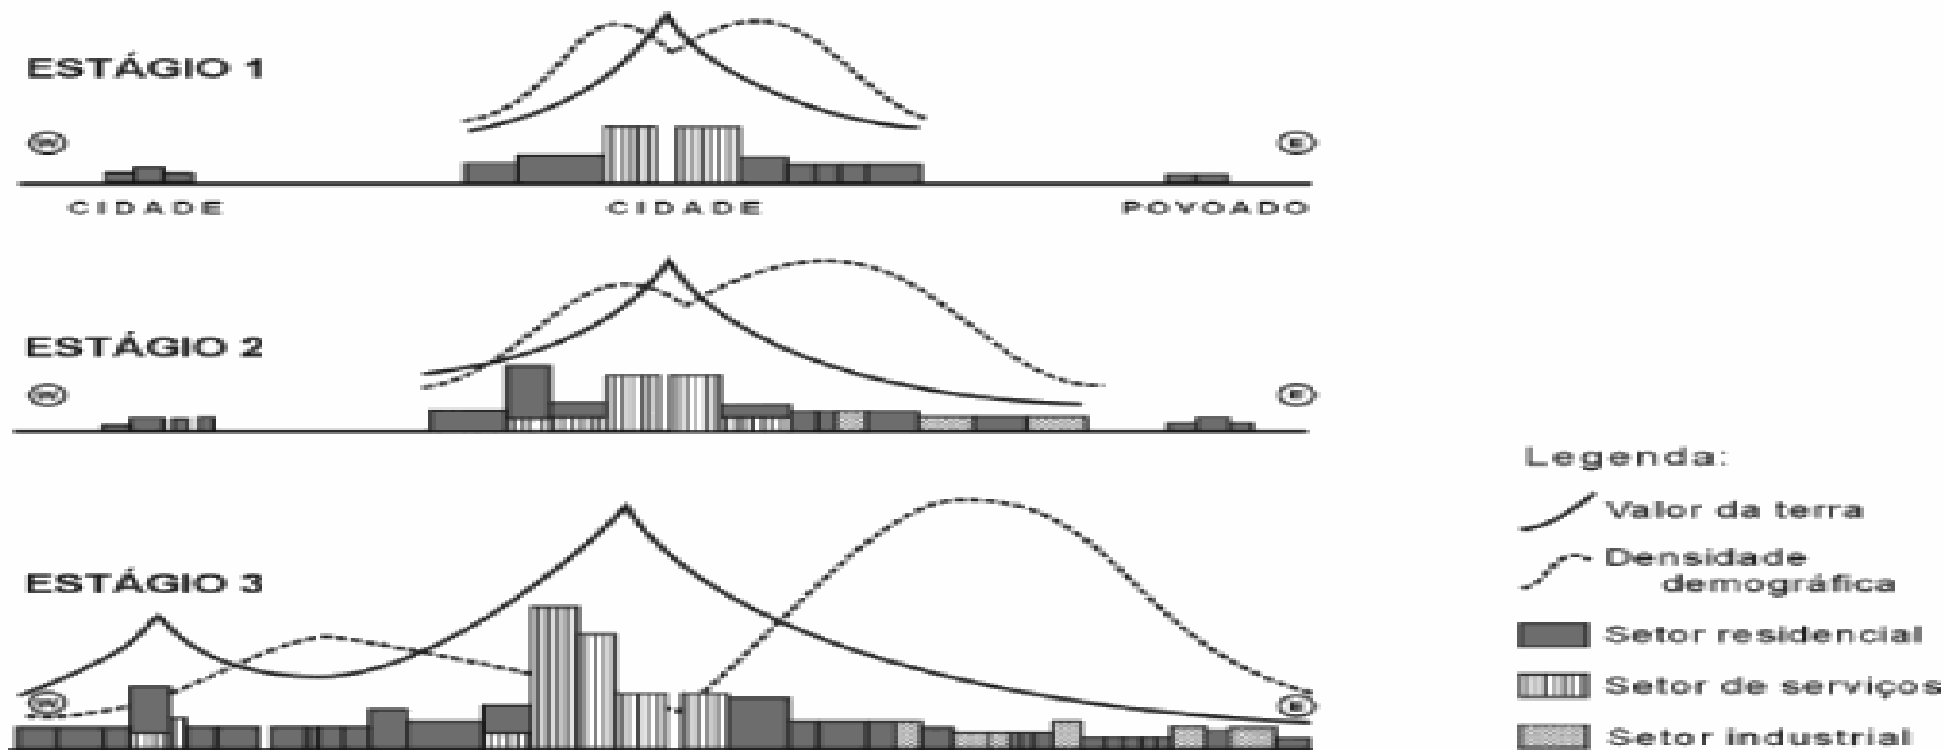 ESTÁGIO 1
W
E
CIDADE
CIDADE
POVOADO
ESTÁGIO 2
W
E
ESTÁGIO 3
W
E
Legenda:
Valor da terra
Densidade
demográfica
Setor residencial
Setor de serviços
Setor industrial